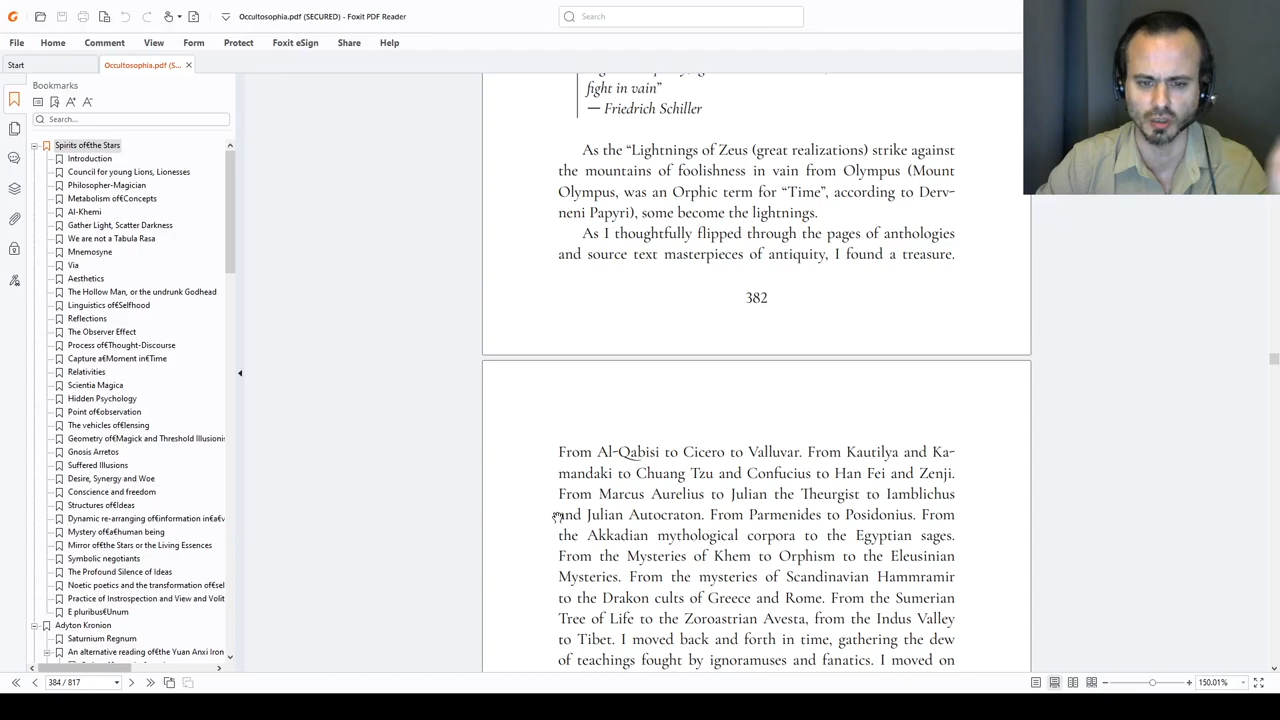 Occultosophia.pdf (SECURED) - Foxit PDF Reader
Search
File Home Comment View Form Protect Foxit eSign Share Help
Start
Occultosophia.pdf (S...
Bookmarks
Search...
Spirits of€the Stars
Introduction
Council for young Lions, Lionesses
Philosopher-Magician
Metabolism of€Concepts
Al-Khemi
Gather Light, Scatter Darkness
We are not a Tabula Rasa
Mnemosyne
Via
Aesthetics
The Hollow Man, or the undrunk Godhead
Linguistics of€Selfhood
Reflections
The Observer Effect
Process of€Thought-Discourse
Capture a€Moment in€Time
Relativities
Scientia Magica
Hidden Psychology
Point of€observation
The vehicles of€lensing
Geometry of€Magick and Threshold Illusionis
Gnosis Arretos
Suffered Illusions
Desire, Synergy and Woe
Conscience and freedom
Structures of€Ideas
Dynamic re-arranging of€information in€a€v
Mystery of€a€human being
Mirror of€the Stars or the Living Essences
Symbolic negotiants
The Profound Silence of Ideas
Noetic poetics and the transformation of€sel
Practice of Instrospection and View and Volit
E pluribus€Unum
Adyton Kronion
Saturnium Regnum
An alternative reading of€the Yuan Anxi Iron
fight in vain”
— Friedrich Schiller
As the “Lightnings of Zeus (great realizations) strike against
the mountains of foolishness in vain from Olympus (Mount
Olympus, was an Orphic term for “Time”, according to Derv-
neni Papyri), some become the lightnings.
As I thoughtfully flipped through the pages of anthologies
and source text masterpieces of antiquity, I found a treasure.
382
From Al-Qabisi to Cicero to Valluvar. From Kautilya and Ka-
mandaki to Chuang Tzu and Confucius to Han Fei and Zenji.
From Marcus Aurelius to Julian the Theurgist to Iamblichus
and Julian Autocraton. From Parmenides to Posidonius. From
the Akkadian mythological corpora to the Egyptian sages.
From the Mysteries of Khem to Orphism to the Eleusinian
Mysteries. From the mysteries of Scandinavian Hammramir
to the Drakon cults of Greece and Rome. From the Sumerian
Tree of Life to the Zoroastrian Avesta, from the Indus Valley
to Tibet. I moved back and forth in time, gathering the dew
of teachings fought by ignoramuses and fanatics. I moved on
384 / 817
150.01%